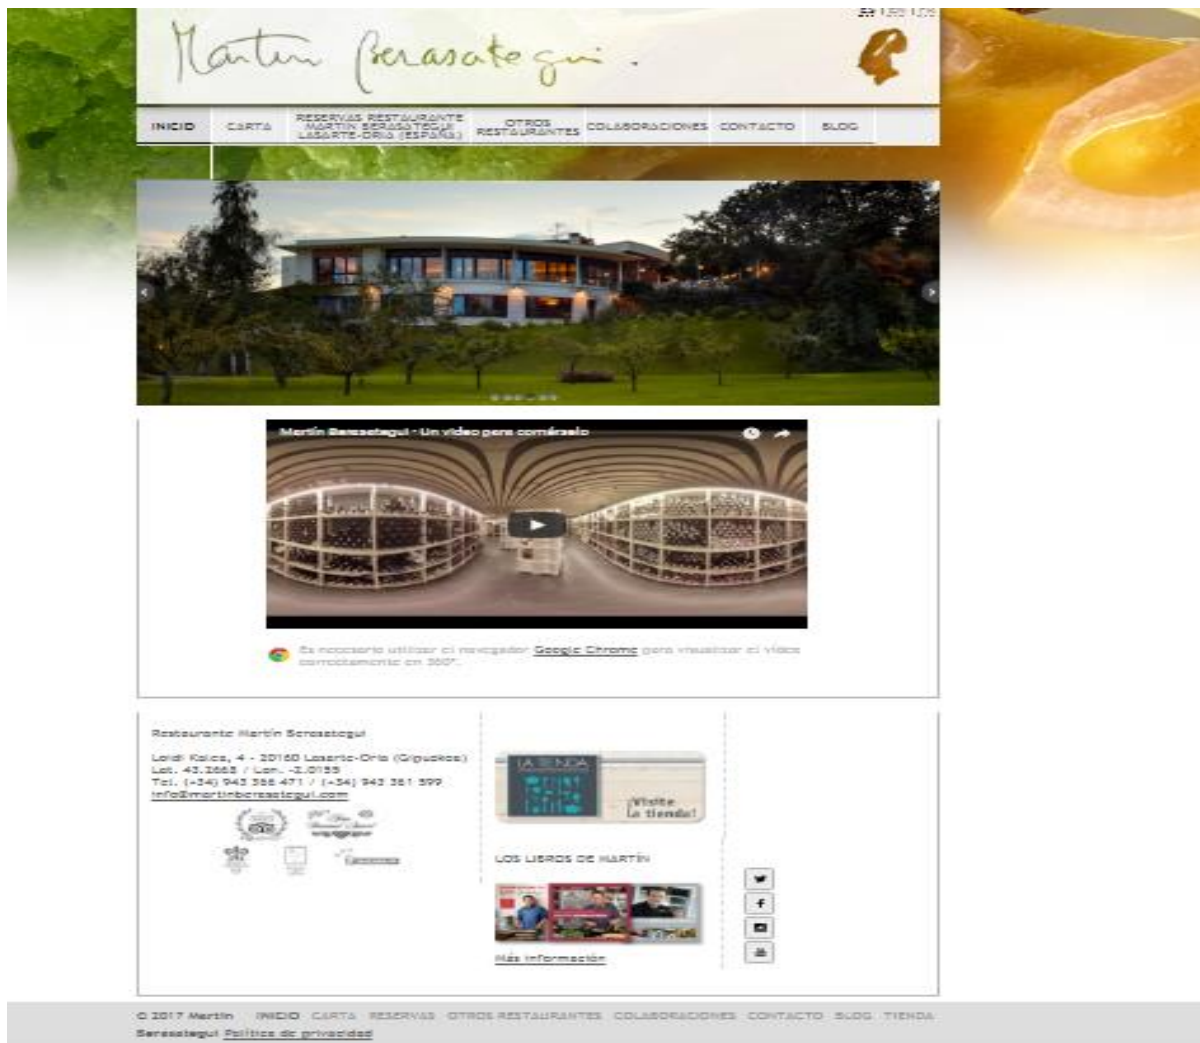 Martin Berasategui.
INICIO
CARTA
RESERVAS RESTAURANTE
MARTÍN BERASATEGUI
LASARTE-ORIA (ESPAÑA)
OTROS
RESTAURANTES
COLABORACIONES
CONTACTO
BLOG
Martín Berasategui - Un vídeo para comérselo
Es necesario utilizar el navegador Google Chrome para visualizar el vídeo
correctamente en 360º.
Restaurante Martín Berasategui
Loidi Kalea, 4 - 20160 Lasarte-Oria (Gipuzkoa)
Lat. 43.2668 / Lon. -2.0155
Tel. (+34) 943 366 471 / (+34) 943 361 599
info@martinberasategui.com
LA TENDA
¡Visite
la tienda!
LOS LIBROS DE MARTÍN
Más información
© 2017 Martín INICIO CARTA RESERVAS OTROS RESTAURANTES COLABORACIONES CONTACTO BLOG TIENDA
Berasategui Política de privacidad